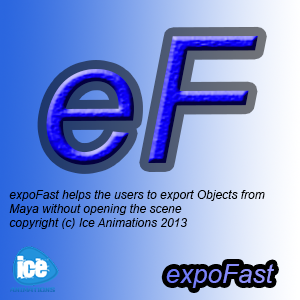 eF
expoFast helps the users to export Objects from
Maya without opening the scene
copyright (c) Ice Animations 2013
ice
expoFast